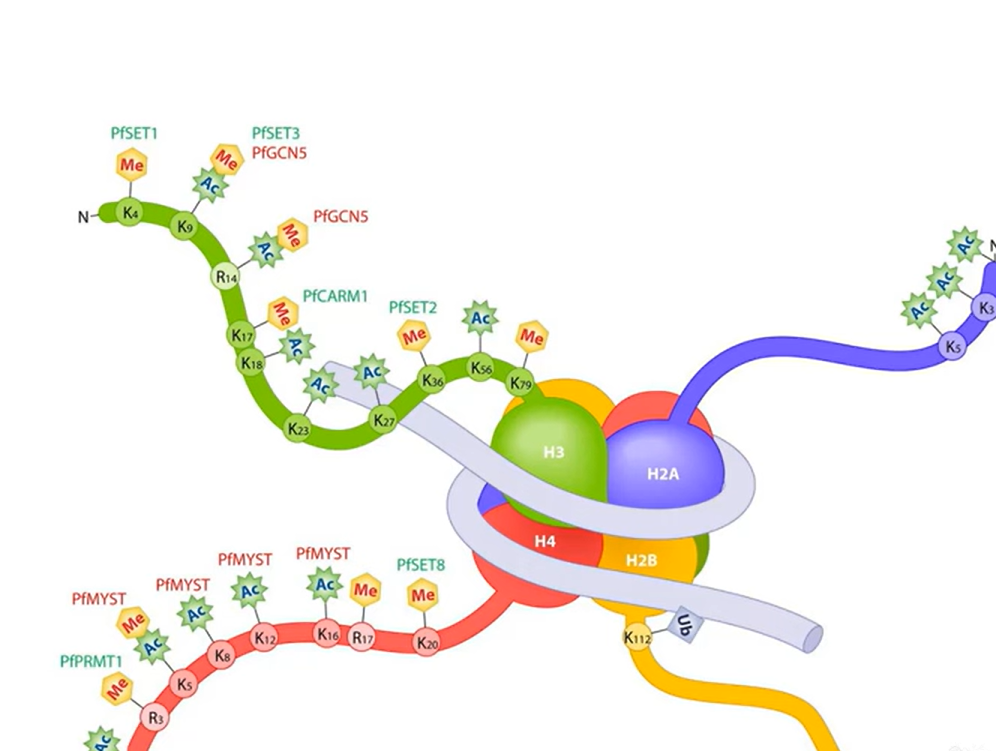 PfSET1
PfSET3
PfGCN5
Me
Me
Ac
N
K4
K9
PfGCN5
Me
Ac
R14
PfCARM1
Me
K17
Ac
K18
Ac
K23
Ac
K27
PfSET2
Me
K36
Ac
K56
Me
K79
Ac
N
Ac
K3
Ac
K5
H3
H2A
H4
H2B
Ub
K112
PfMYST
PfMYST
PfMYST
PfMYST
PfSET8
Me
Ac
Ac
Ac
Ac
Me
Me
K5
K8
K12
K16
R17
K20
PfPRMT1
Me
R3
Ac